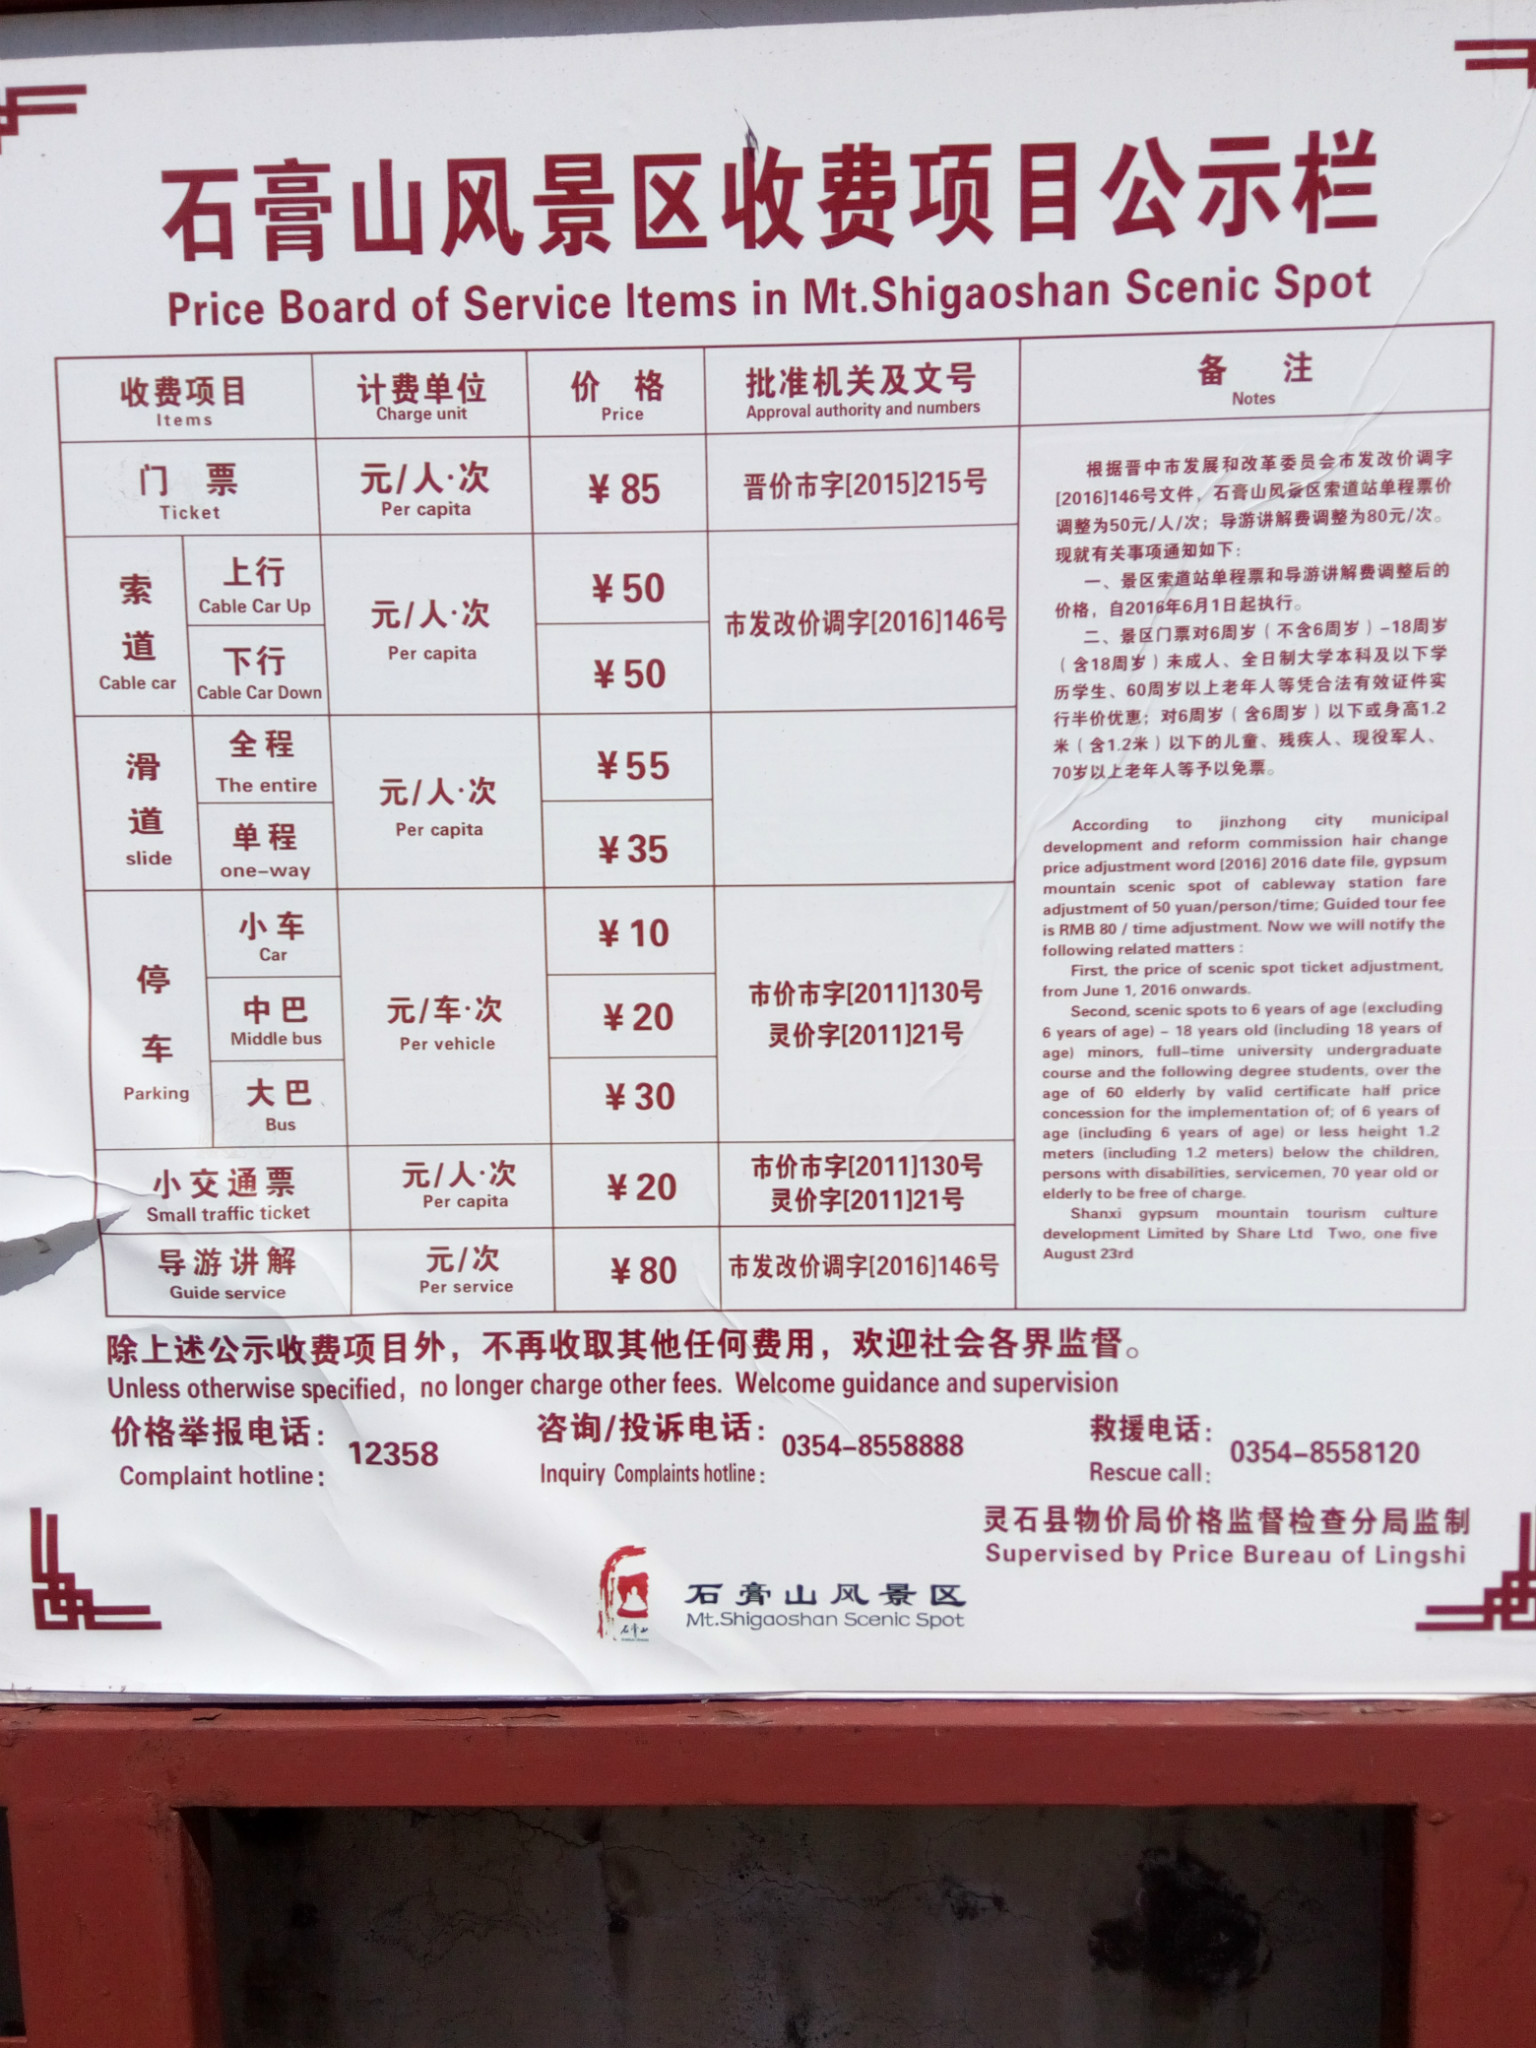 石膏山风景区收费项目公示栏
Price Board of Service Items in Mt.Shigaoshan Scenic Spot
收费项目 计费单位 价 格 批准机关及文号 备 注
Items Charge unit Price Approval authority and numbers Notes
门 票 元/人·次 ¥85 晋价市字[2015]215号
Ticket Per capita
索道 上行 元/人·次 ¥50 市发改价调字[2016]146号
Cable car Cable Car Up Per capita
下行 ¥50
Cable Car Down
滑道 全程 元/人·次 ¥55
slide The entire Per capita
单程 ¥35
one-way
停车 小车 元/车·次 ¥10 市价市字[2011]130号
Parking Car Per vehicle 灵价字[2011]21号
中巴 ¥20
Middle bus
大巴 ¥30
Bus
小交通票 元/人·次 ¥20 市价市字[2011]130号
Small traffic ticket Per capita 灵价字[2011]21号
导游讲解 元/次 ¥80 市发改价调字[2016]146号
Guide service Per service
根据晋中市发展和改革委员会市发改价调字
[2016]146号文件，石膏山风景区索道站单程票价
调整为50元/人/次；导游讲解费调整为80元/次。
现就有关事项通知如下：
一、景区索道站单程票和导游讲解费调整后的
价格，自2016年6月1日起执行。
二、景区门票对6周岁（不含6周岁）-18周岁
（含18周岁）未成人、全日制大学本科及以下学
历学生、60周岁以上老年人等凭合法有效证件实
行半价优惠；对6周岁（含6周岁）以下或身高1.2
米（含1.2米）以下的儿童、残疾人、现役军人、
70岁以上老年人等予以免票。
According to jinzhong city municipal
development and reform commission hair change
price adjustment word [2016] 2016 date file, gypsum
mountain scenic spot of cableway station fare
adjustment of 50 yuan/person/time; Guided tour fee
is RMB 80 / time adjustment. Now we will notify the
following related matters :
First, the price of scenic spot ticket adjustment,
from June 1, 2016 onwards.
Second, scenic spots to 6 years of age (excluding
6 years of age) - 18 years old (including 18 years of
age) minors, full-time university undergraduate
course and the following degree students, over the
age of 60 elderly by valid certificate half price
concession for the implementation of; of 6 years of
age (including 6 years of age) or less height 1.2
meters (including 1.2 meters) below the children,
persons with disabilities, servicemen, 70 year old or
elderly to be free of charge.
Shanxi gypsum mountain tourism culture
development Limited by Share Ltd Two, one five
August 23rd
除上述公示收费项目外，不再收取其他任何费用，欢迎社会各界监督。
Unless otherwise specified, no longer charge other fees. Welcome guidance and supervision
价格举报电话： 12358 咨询/投诉电话： 0354-8558888 救援电话： 0354-8558120
Complaint hotline: Inquiry Complaints hotline: Rescue call:
灵石县物价局价格监督检查分局监制
Supervised by Price Bureau of Lingshi
石膏山
石膏山风景区
Mt.Shigaoshan Scenic Spot